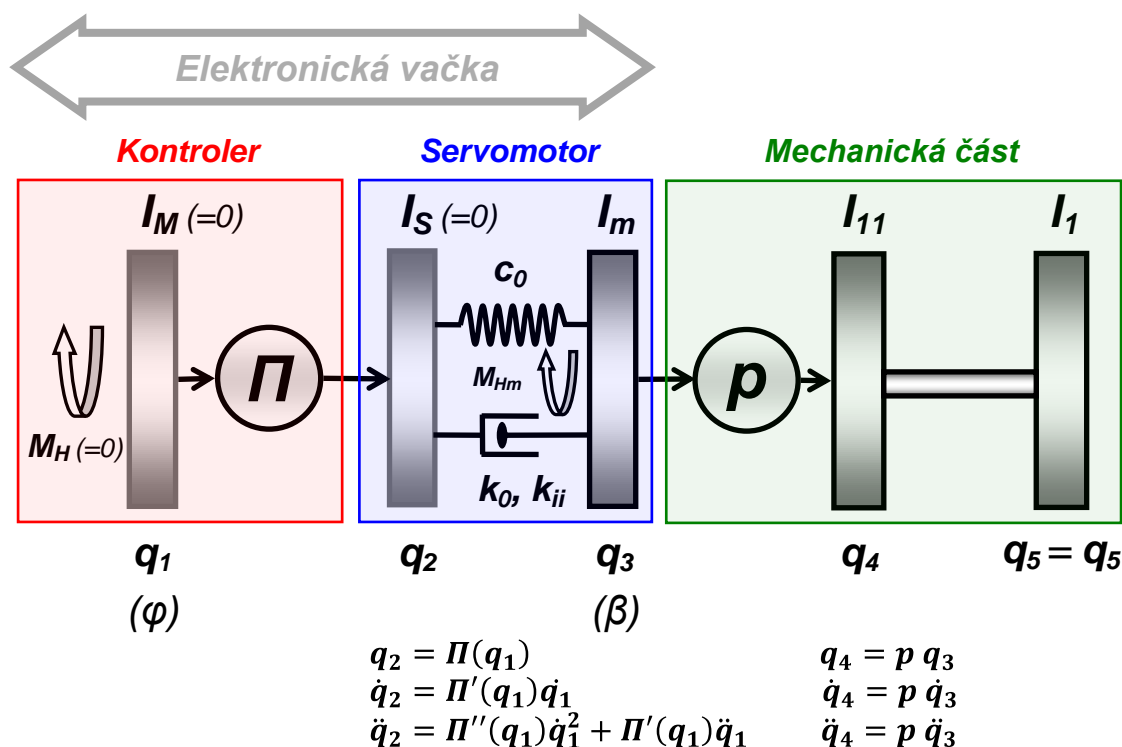 Elektronická vačka
Kontroler Servomotor Mechanická část
I_M (=0) I_S (=0) I_m I_11 I_1
c_0
Π M_Hm p
M_H (=0)
k_0, k_ii
q_1 q_2 q_3 q_4 q_5 = q_5
(φ) (β)
q_2 = Π(q_1) q_4 = p q_3
q̇_2 = Π'(q_1)q̇_1 q̇_4 = p q̇_3
q̈_2 = Π''(q_1)q̇_1^2 + Π'(q_1)q̈_1 q̈_4 = p q̈_3